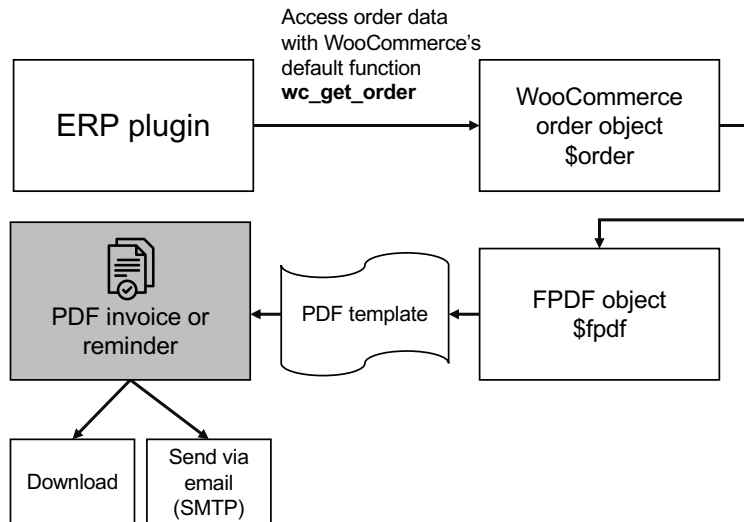 Access order data
with WooCommerce's
default function
wc_get_order
ERP plugin
WooCommerce
order object
$order
PDF invoice or
reminder
PDF template
FPDF object
$fpdf
Download
Send via
email
(SMTP)